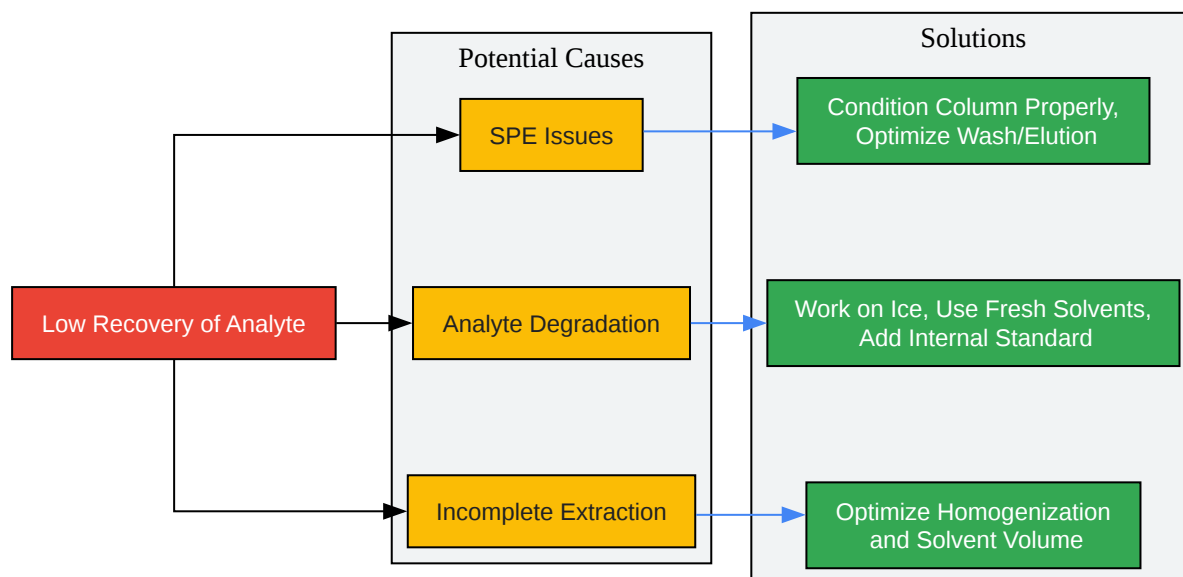 Potential Causes
Solutions
SPE Issues
Condition Column Properly,
Optimize Wash/Elution
Low Recovery of Analyte
Analyte Degradation
Work on Ice, Use Fresh Solvents,
Add Internal Standard
Incomplete Extraction
Optimize Homogenization
and Solvent Volume